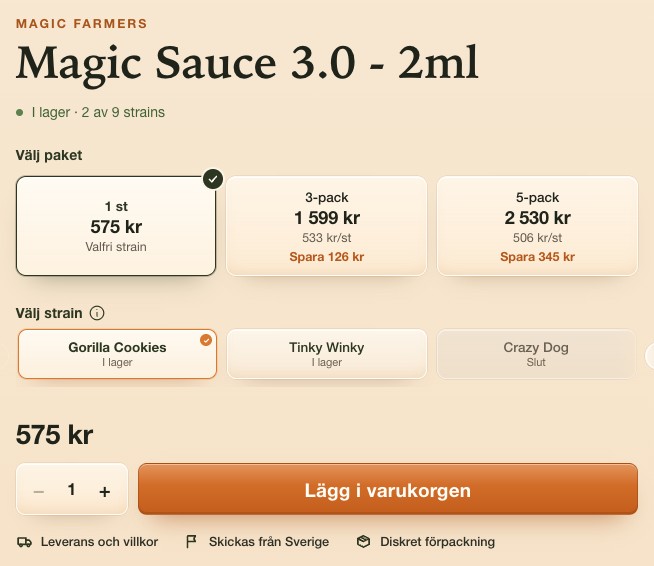 MAGIC FARMERS
Magic Sauce 3.0 - 2ml
I lager · 2 av 9 strains
Välj paket
1 st
575 kr
Valfri strain
3-pack
1 599 kr
533 kr/st
Spara 126 kr
5-pack
2 530 kr
506 kr/st
Spara 345 kr
Välj strain
Gorilla Cookies
I lager
Tinky Winky
I lager
Crazy Dog
Slut
575 kr
− 1 +
Lägg i varukorgen
Leverans och villkor
Skickas från Sverige
Diskret förpackning